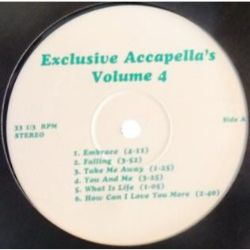 Exclusive Accapella's
Volume 4
33 1/3 RPM
STEREO
Side A
1. Embrace (4-11)
2. Falling (3-52)
3. Take Me Away (1-25)
4. You And Me (3-25)
5. What Is Life (1-05)
6. How Can I Love You More (2-40)